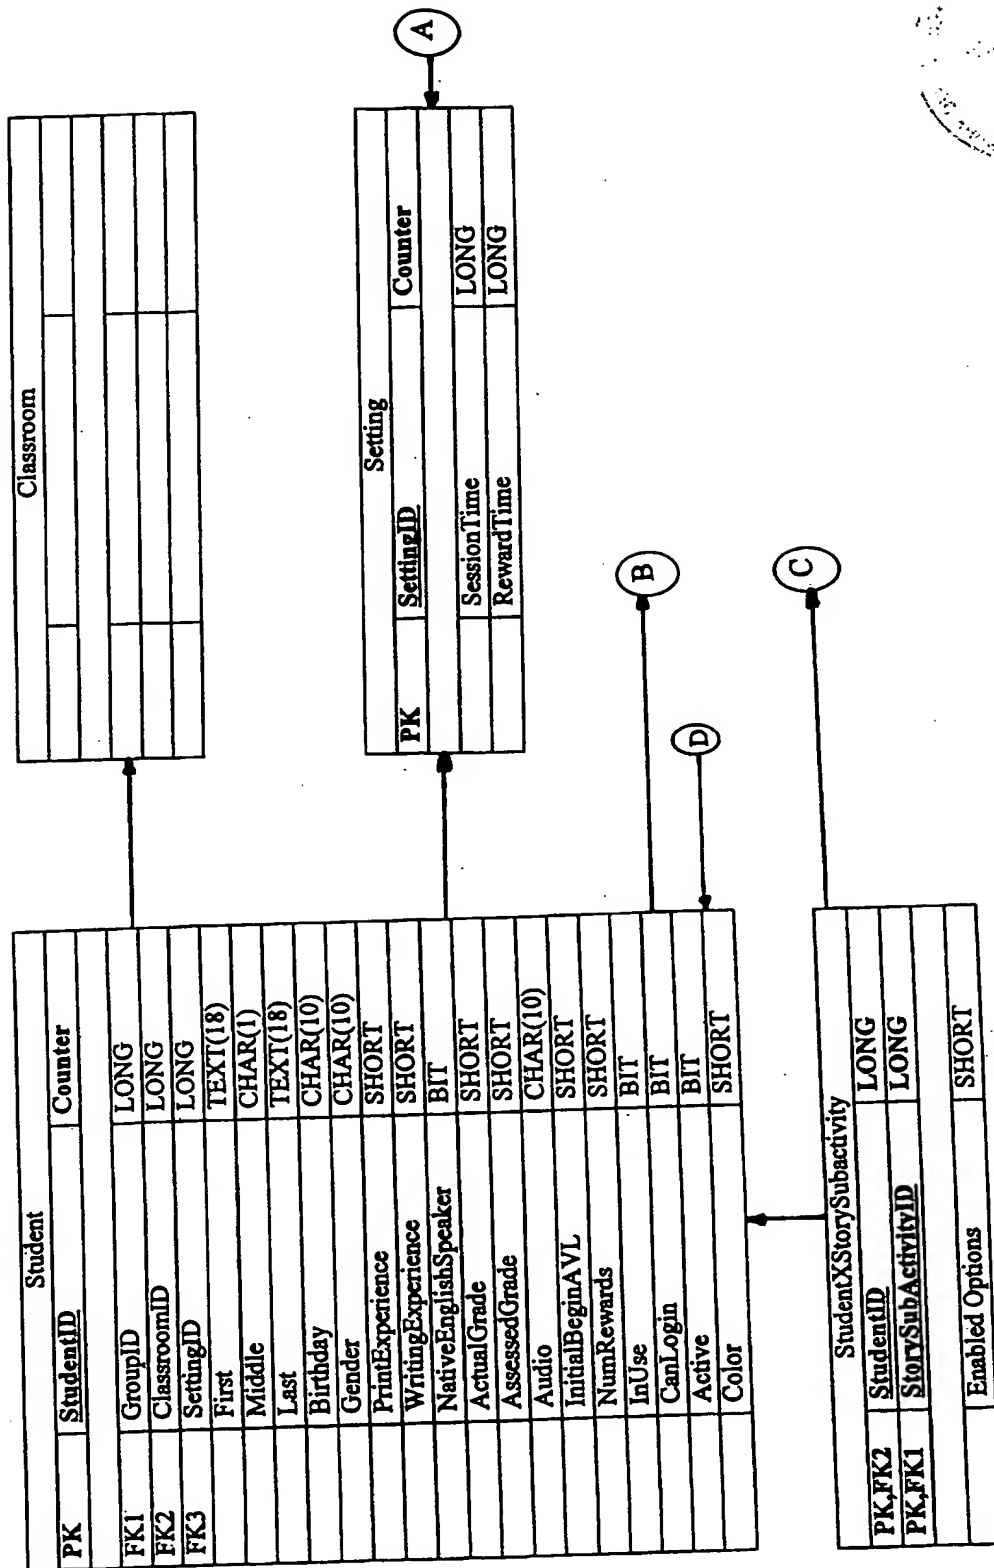 Student
PK StudentID Counter
FK1 GroupID LONG
FK2 ClassroomID LONG
FK3 SettingID LONG
First TEXT(18)
Middle CHAR(1)
Last TEXT(18)
Birthday CHAR(10)
Gender CHAR(10)
PrintExperience SHORT
WritingExperience SHORT
NativeEnglishSpeaker BIT
ActualGrade SHORT
AssessedGrade SHORT
Audio CHAR(10)
InitialBeginAVL SHORT
NumRewards SHORT
InUse BIT
CanLogin BIT
Active BIT
Color SHORT
Classroom
Setting
PK SettingID Counter
SessionTime LONG
RewardTime LONG
A
B
D
StudentXStorySubactivity
PK,FK2 StudentID LONG
PK,FK1 StorySubActivityID LONG
Enabled Options SHORT
C